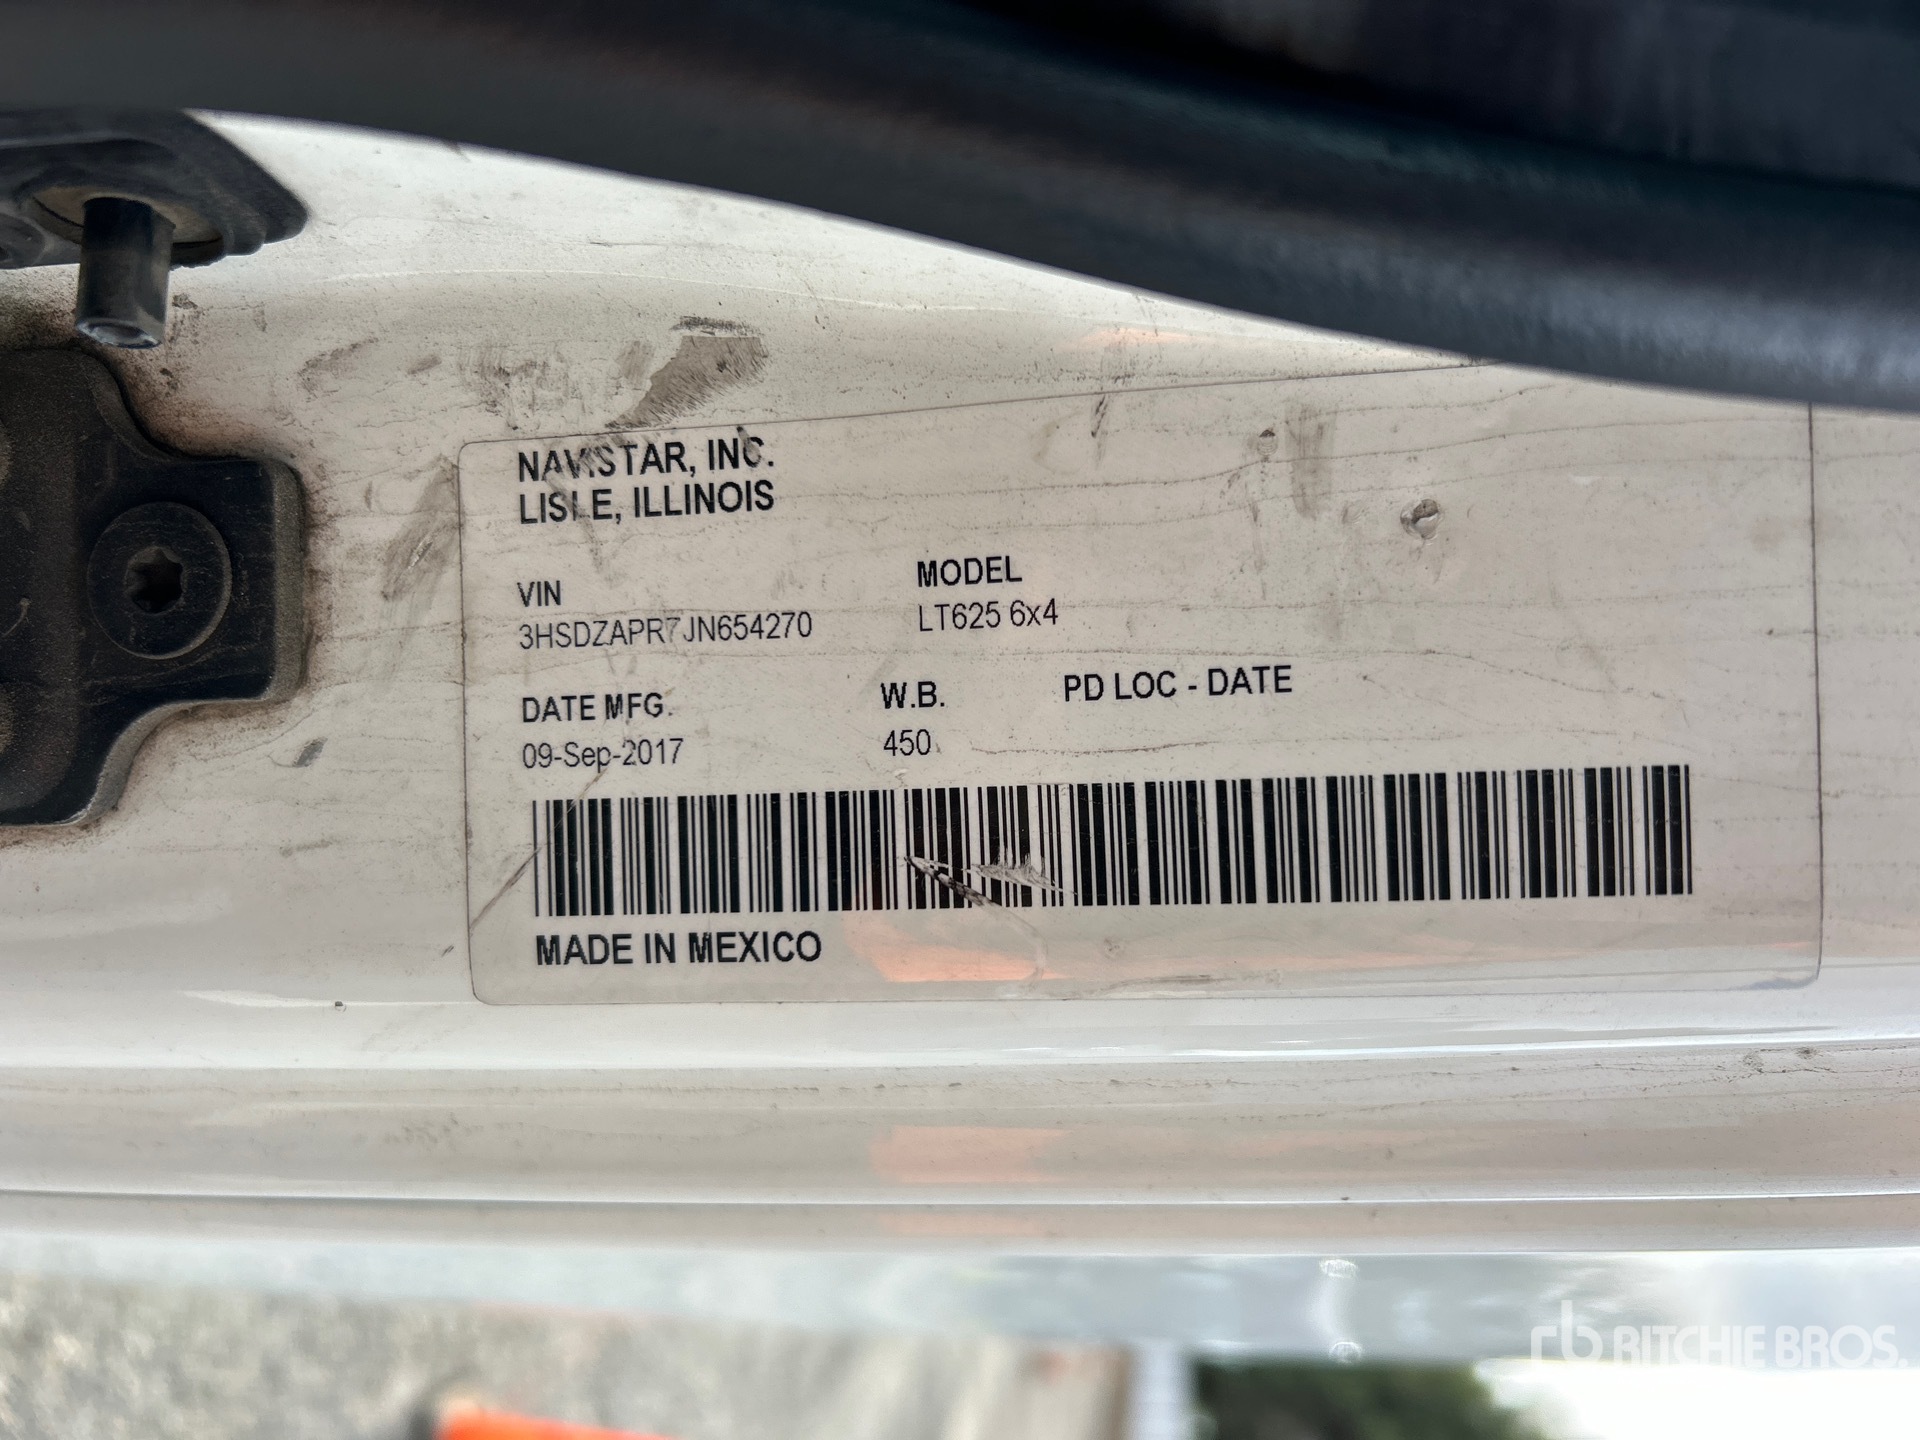 NAVISTAR, INC.
LISLE, ILLINOIS
VIN
3HSDZAPR7JN654270
MODEL
LT625 6x4
DATE MFG.
09-Sep-2017
W.B.
450
PD LOC - DATE
MADE IN MEXICO
rb RITCHIE BROS.